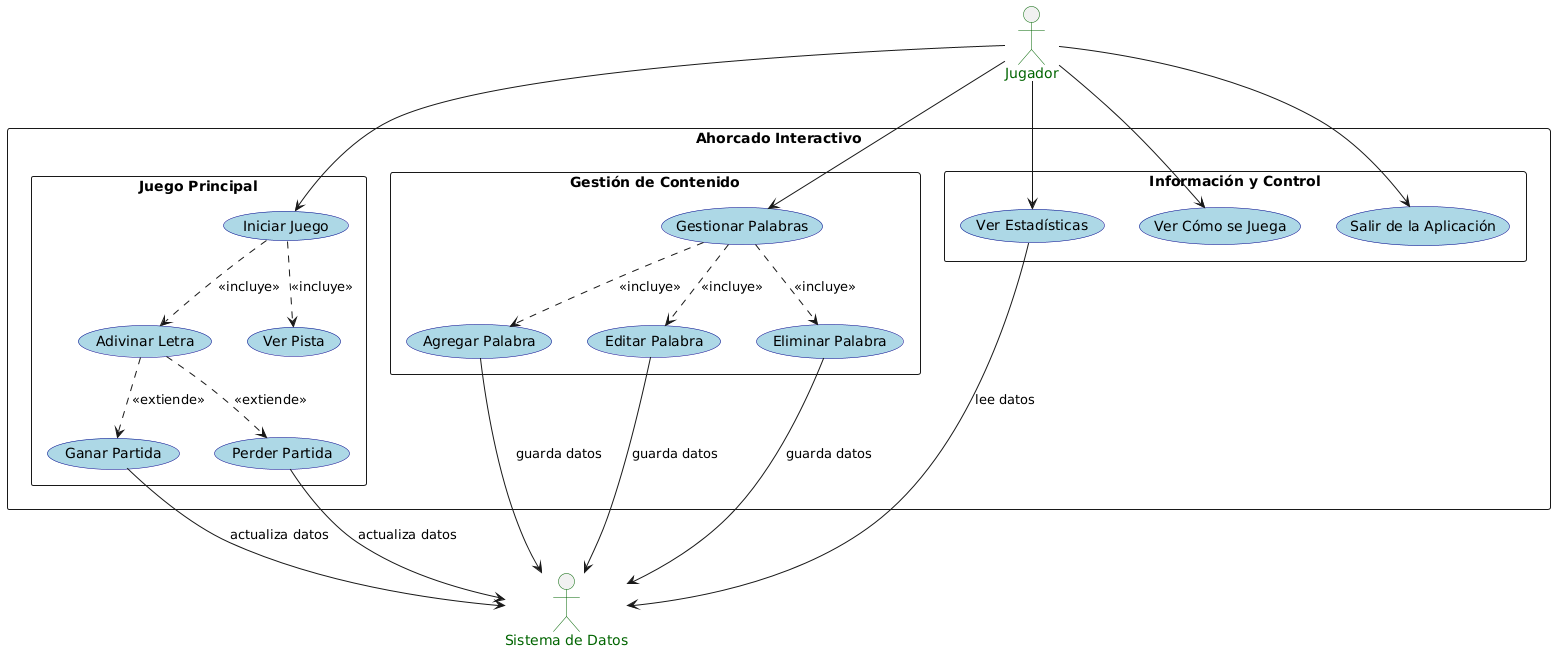 Jugador
Ahorcado Interactivo
Juego Principal
Gestión de Contenido
Información y Control
Iniciar Juego
Gestionar Palabras
Ver Estadísticas
Ver Cómo se Juega
Salir de la Aplicación
«incluye»
«incluye»
«incluye»
«incluye»
«incluye»
Adivinar Letra
Ver Pista
Agregar Palabra
Editar Palabra
Eliminar Palabra
«extiende»
«extiende»
lee datos
Ganar Partida
Perder Partida
guarda datos
guarda datos
guarda datos
actualiza datos
actualiza datos
Sistema de Datos